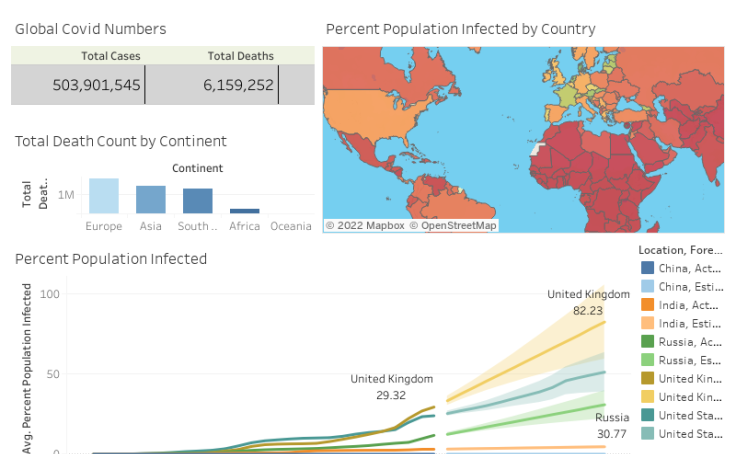 Global Covid Numbers
Total Cases Total Deaths
503,901,545 6,159,252
Percent Population Infected by Country
© 2022 Mapbox © OpenStreetMap
Total Death Count by Continent
Continent
Total
Deat..
1M
Europe Asia South .. Africa Oceania
Percent Population Infected
Avg. Percent Population Infected
100
50
0
United Kingdom
29.32
United Kingdom
82.23
Russia
30.77
Location, Fore...
China, Act...
China, Esti...
India, Act...
India, Esti...
Russia, Ac...
Russia, Es...
United Kin...
United Kin...
United Sta...
United Sta...